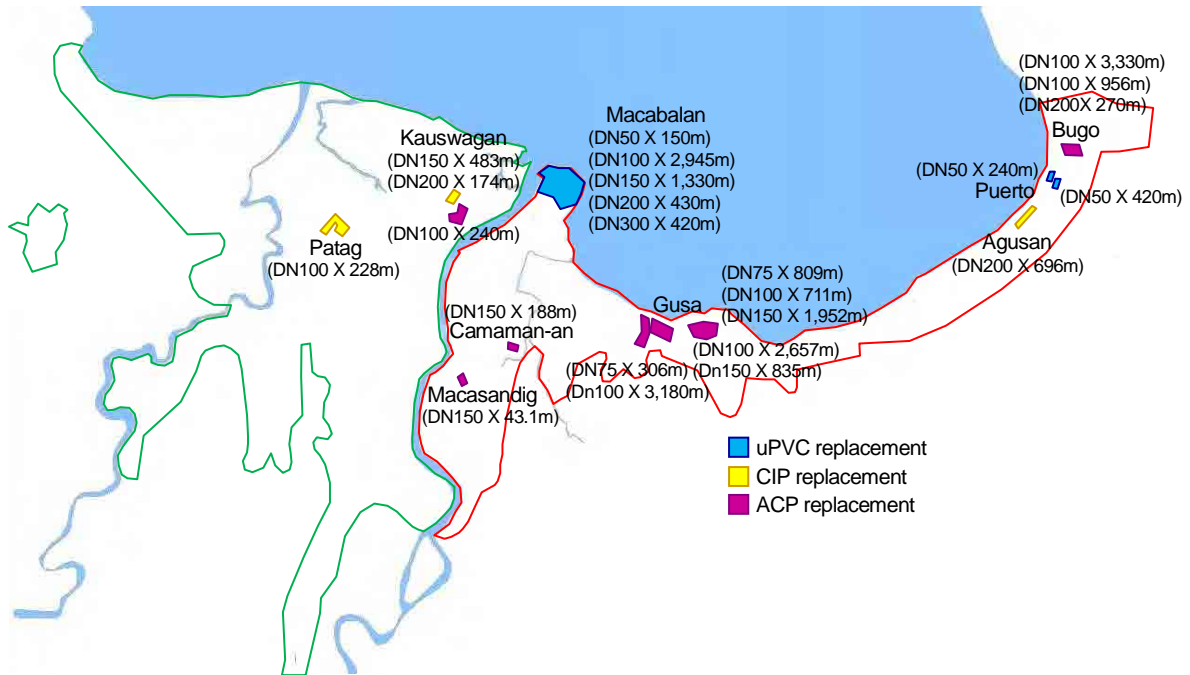 (DN100 X 3,330m)
(DN100 X 956m)
(DN200X 270m)
Bugo
Macabalan
(DN50 X 150m)
(DN100 X 2,945m)
(DN150 X 1,330m)
(DN200 X 430m)
(DN300 X 420m)
Kauswagan
(DN150 X 483m)
(DN200 X 174m)
(DN100 X 240m)
(DN50 X 240m)
Puerto
(DN50 X 420m)
Patag
(DN100 X 228m)
Agusan
(DN200 X 696m)
(DN75 X 809m)
(DN100 X 711m)
(DN150 X 1,952m)
Gusa
(DN150 X 188m)
Camaman-an
(DN100 X 2,657m)
(Dn150 X 835m)
(DN75 X 306m)
(Dn100 X 3,180m)
Macasandig
(DN150 X 43.1m)
uPVC replacement
CIP replacement
ACP replacement